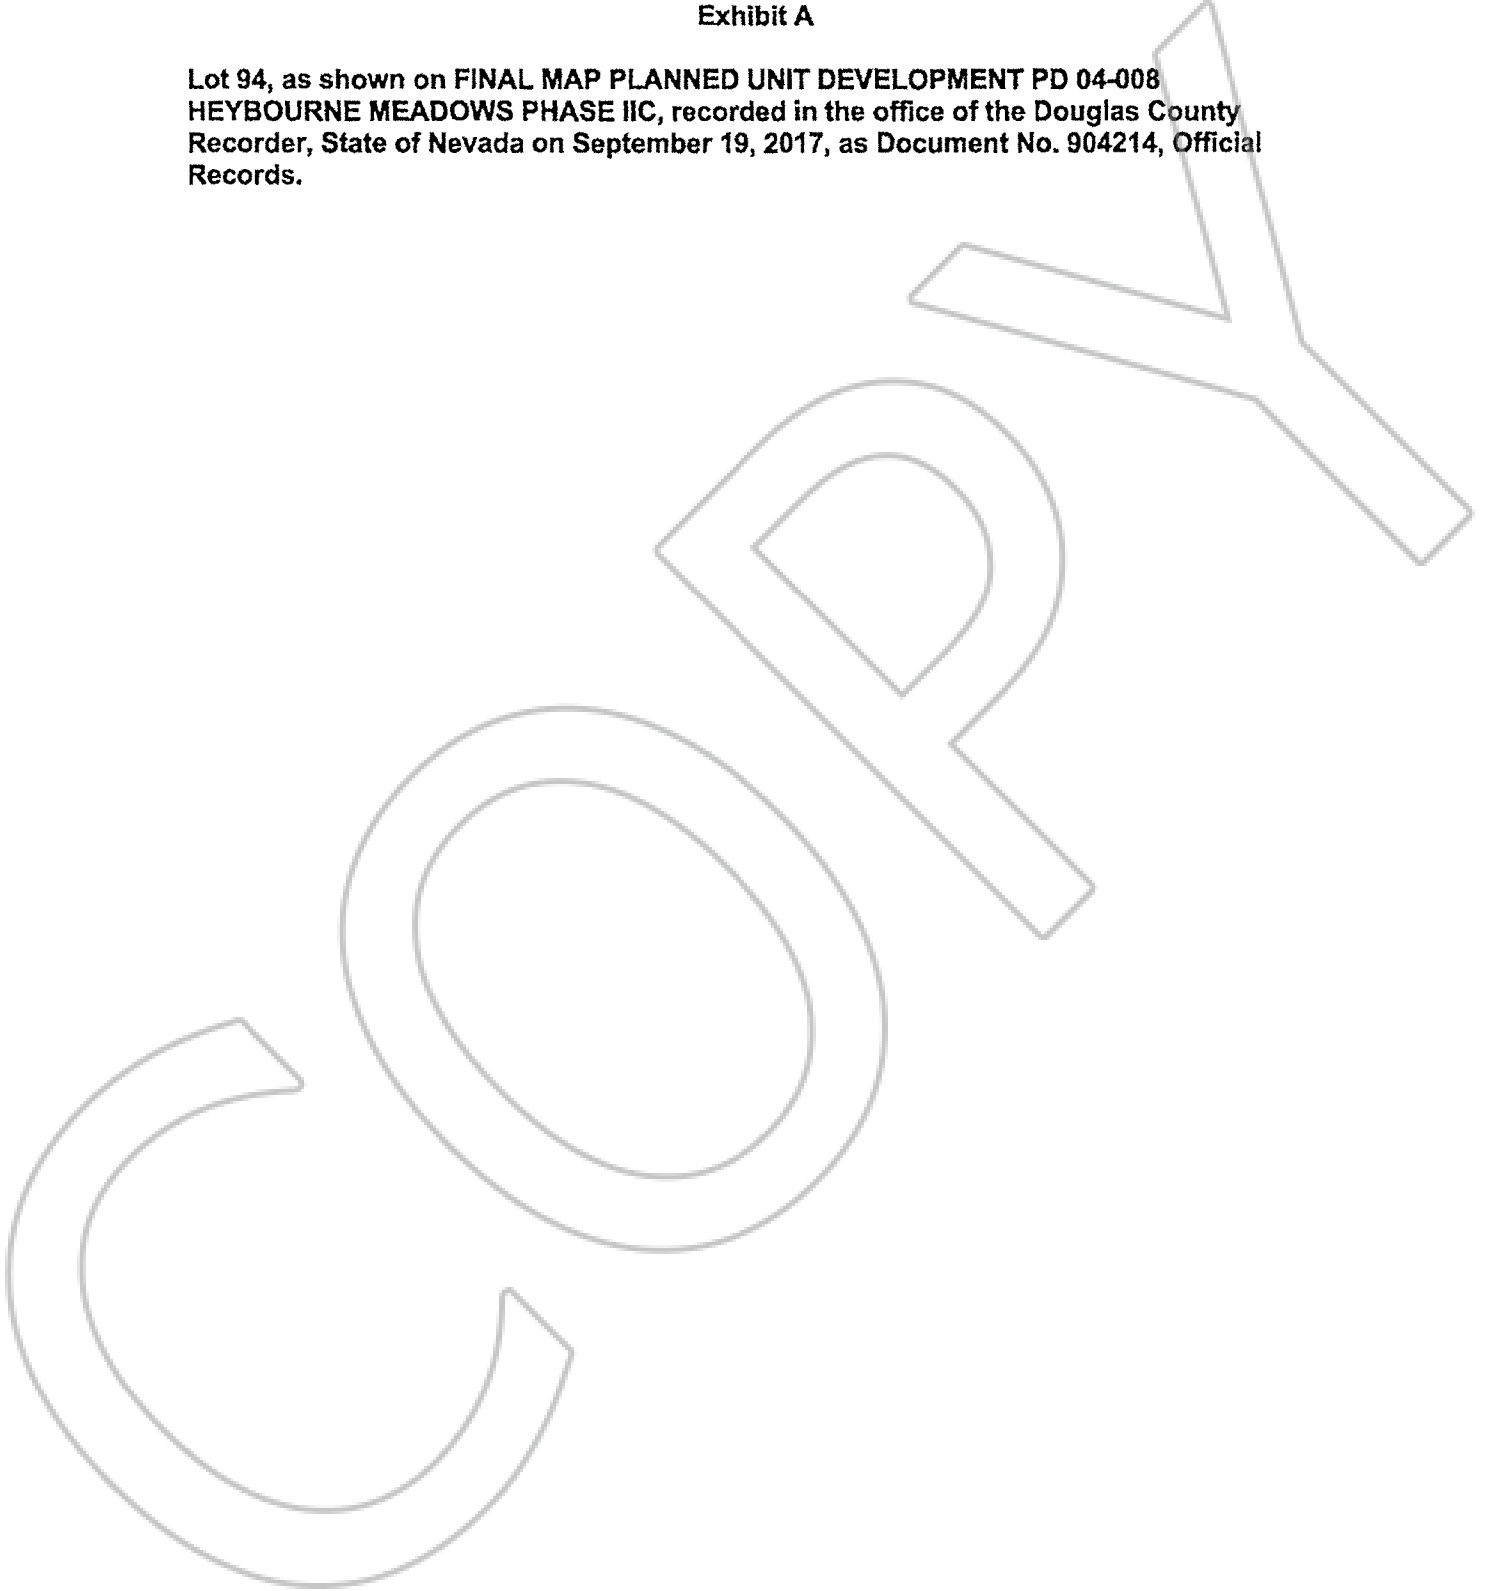 Exhibit A
Lot 94, as shown on FINAL MAP PLANNED UNIT DEVELOPMENT PD 04-008
HEYBOURNE MEADOWS PHASE IIC, recorded in the office of the Douglas County
Recorder, State of Nevada on September 19, 2017, as Document No. 904214, Official
Records.
COPY